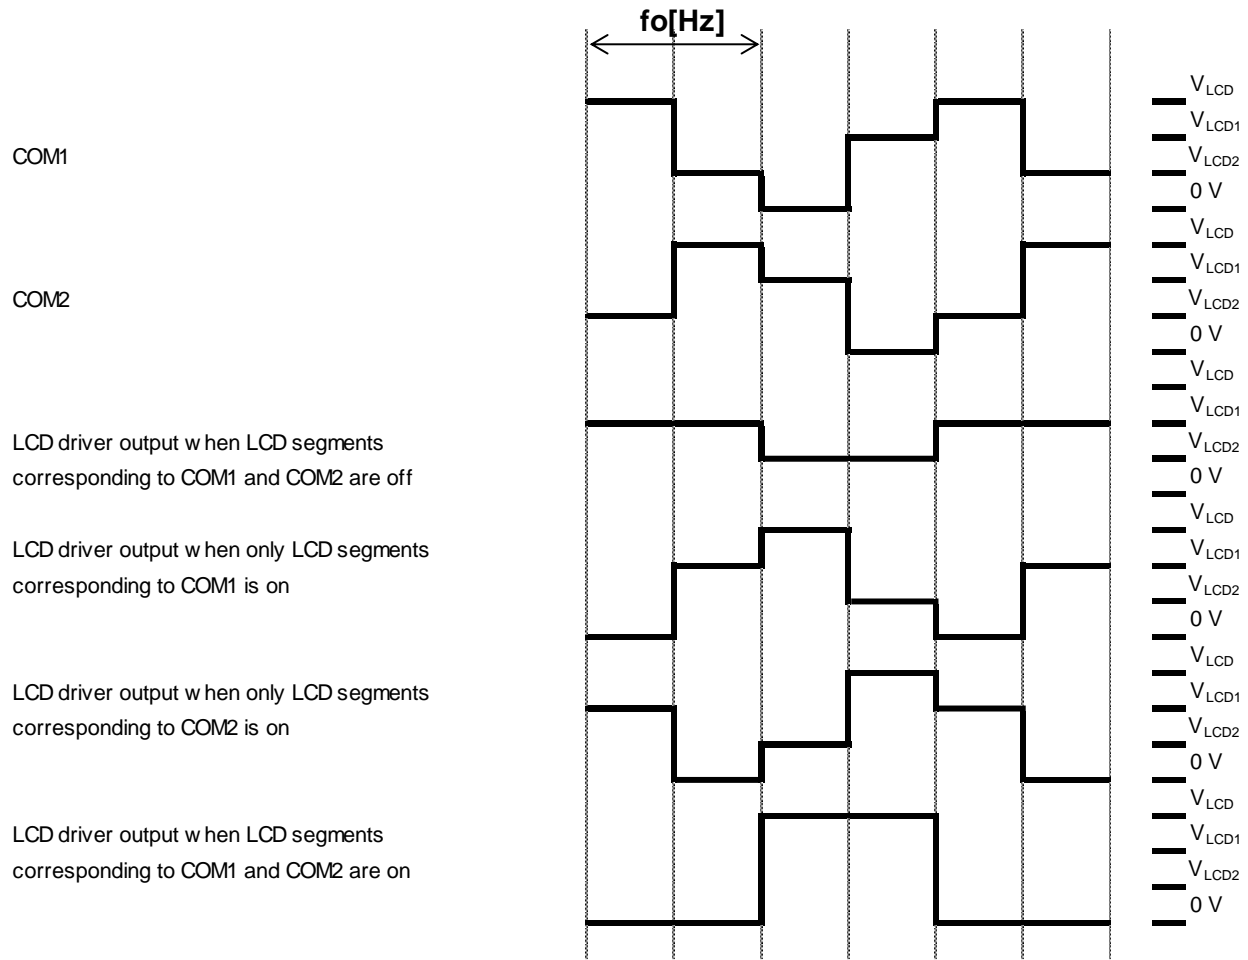 fo[Hz]
VLCD
VLCD1
COM1
VLCD2
0 V
VLCD
VLCD1
COM2
VLCD2
0 V
VLCD
VLCD1
LCD driver output w hen LCD segments
corresponding to COM1 and COM2 are off
VLCD2
0 V
VLCD
LCD driver output w hen only LCD segments
corresponding to COM1 is on
VLCD1
VLCD2
0 V
VLCD
LCD driver output w hen only LCD segments
corresponding to COM2 is on
VLCD1
VLCD2
0 V
VLCD
LCD driver output w hen LCD segments
corresponding to COM1 and COM2 are on
VLCD1
VLCD2
0 V